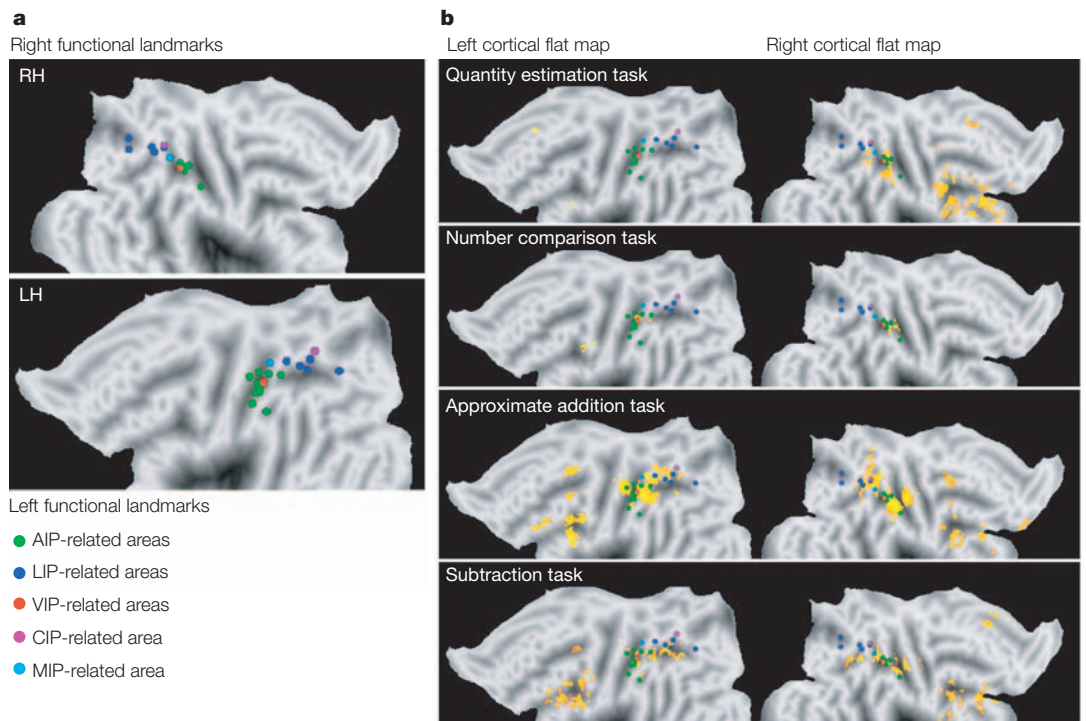 a
Right functional landmarks
RH
LH
Left functional landmarks
AIP-related areas
LIP-related areas
VIP-related areas
CIP-related area
MIP-related area
b
Left cortical flat map
Right cortical flat map
Quantity estimation task
Number comparison task
Approximate addition task
Subtraction task